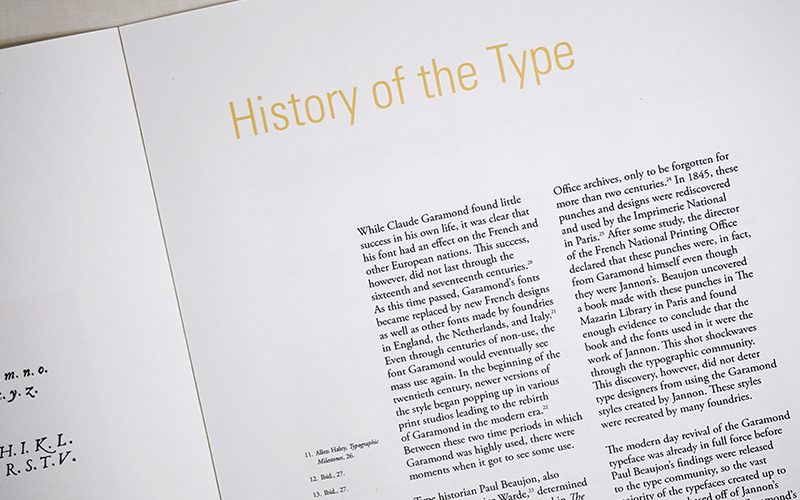 History of the Type
m. n. o.
y. z.
H. I. K. L.
R. S. T. V.
11. Allen Haley, Typographic
Milestones, 26.
12. Ibid., 27.
13. Ibid., 27.
While Claude Garamond found little
success in his own life, it was clear that
his font had an effect on the French and
other European nations. This success,
however, did not last through the
sixteenth and seventeenth centuries.20
As this time passed, Garamond's fonts
became replaced by new French designs
as well as other fonts made by foundries
in England, the Netherlands, and Italy.21
Even through centuries of non-use, the
font Garamond would eventually see
mass use again. In the beginning of the
twentieth century, newer versions of
the style began popping up in various
print studios leading to the rebirth
of Garamond in the modern era.22
Between these two time periods in which
Garamond was highly used, there were
moments when it got to see some use.
Type historian Paul Beaujon, also
Warde.23 determined
in The
Office archives, only to be forgotten for
more than two centuries.24 In 1845, these
punches and designs were rediscovered
and used by the Imprimerie National
in Paris.25 After some study, the director
of the French National Printing Office
declared that these punches were, in fact,
from Garamond himself even though
they were Jannon's. Beaujon uncovered
a book made with these punches in The
Mazarin Library in Paris and found
enough evidence to conclude that the
book and the fonts used in it were the
work of Jannon. This shot shockwaves
through the typographic community.
This discovery, however, did not deter
type designers from using the Garamond
styles created by Jannon. These styles
were recreated by many foundries.
The modern day revival of the Garamond
typeface was already in full force before
Paul Beaujon's findings were released
to the type community, so the vast
majority of the typefaces created up to
based off of Jannon's